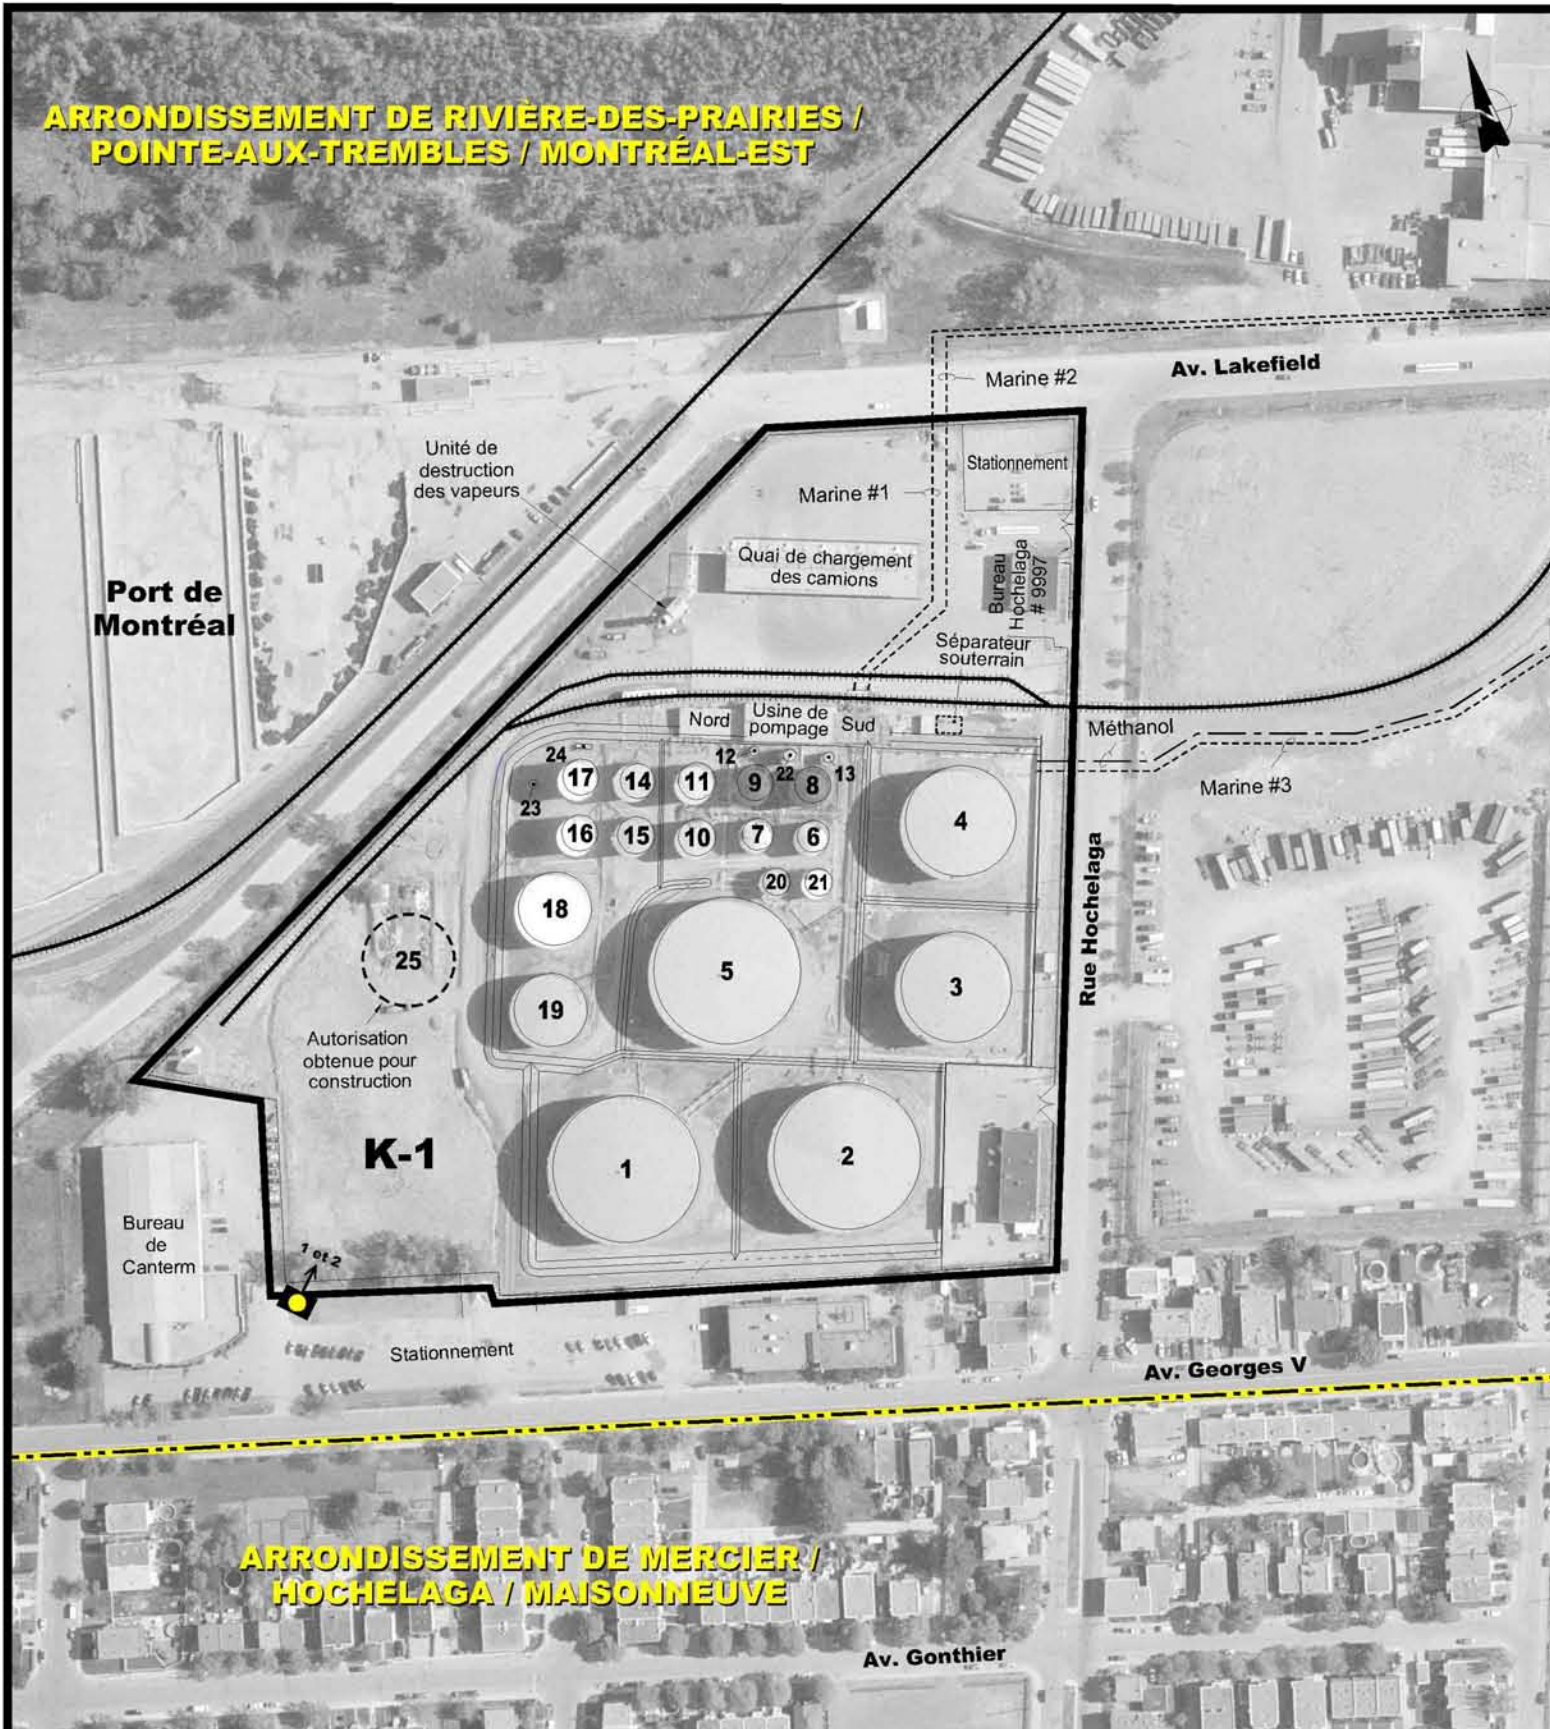 ARRONDISSEMENT DE RIVIÈRE-DES-PRAIRIES /
POINTE-AUX-TREMBLES / MONTRÉAL-EST
Av. Lakefield
Marine #2
Unité de
destruction
des vapeurs
Stationnement
Marine #1
Quai de chargement
des camions
Bureau
Hochelaga
# 9997
Port de
Montréal
Séparateur
souterrain
Nord
Usine de
pompage
Sud
Méthanol
Marine #3
24
17
14
11
12
9
22
8
13
23
16
15
10
7
6
4
20
21
18
5
3
19
25
Rue Hochelaga
Autorisation
obtenue pour
construction
K-1
1
2
Bureau
de
Canterm
1 et 2
Stationnement
Av. Georges V
ARRONDISSEMENT DE MERCIER /
HOCHELAGA / MAISONNEUVE
Av. Gonthier